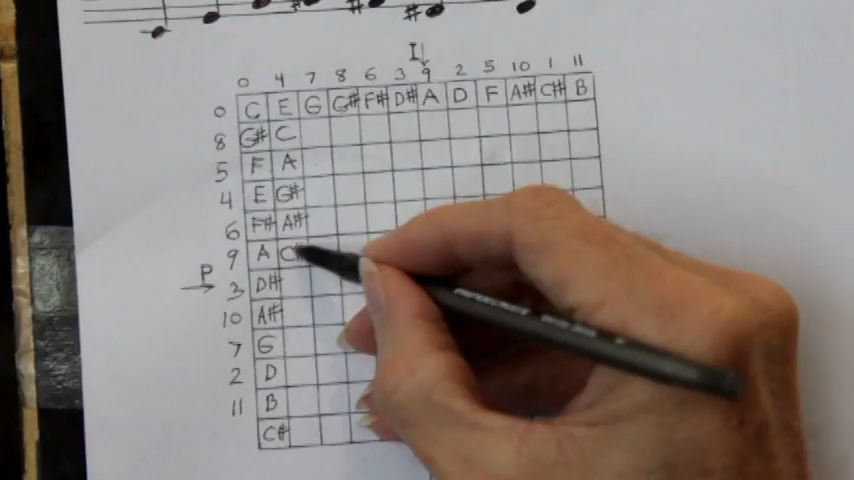 I
0 4 7 8 6 3 9 2 5 10 1 11
0 C E G G# F# D# A D F A# C# B
8 G# C
5 F A
4 E G#
6 F# A#
9 A C#
P
3 D#
10 A#
7 G
2 D
11 B
C#